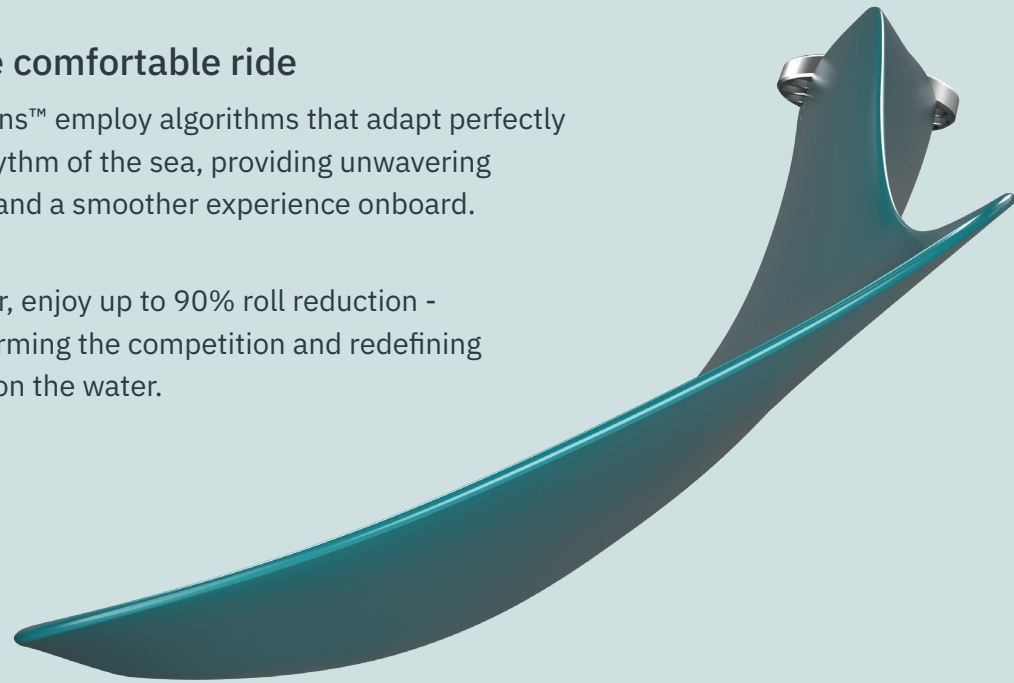 comfortable ride
ns™ employ algorithms that adapt perfectly
ythm of the sea, providing unwavering
and a smoother experience onboard.
r, enjoy up to 90% roll reduction -
rming the competition and redefining
on the water.